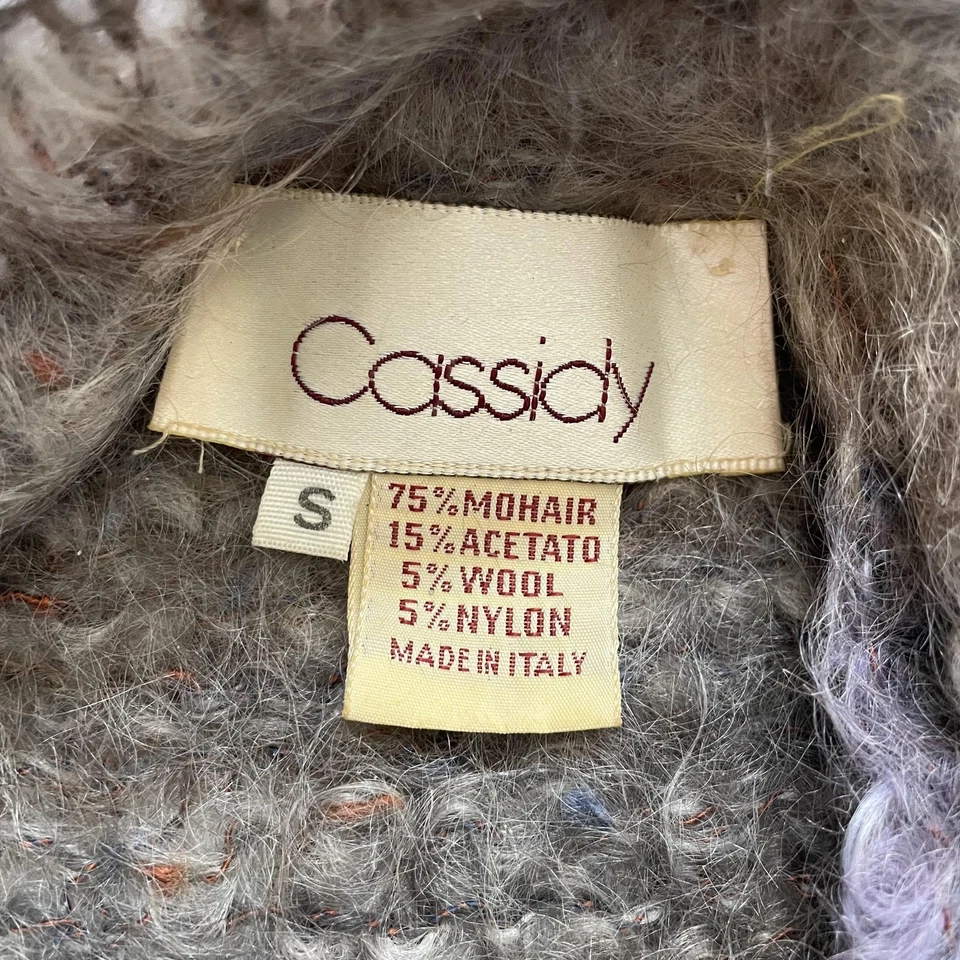 Cassidy
S
75% MOHAIR
15% ACETATO
5% WOOL
5% NYLON
MADE IN ITALY